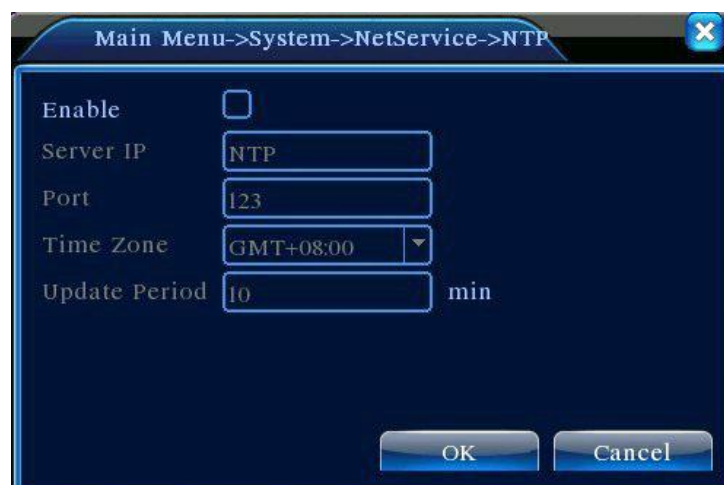 Main Menu->System->NetService->NTP
Enable
Server IP NTP
Port 123
Time Zone GMT+08:00
Update Period 10 min
OK Cancel